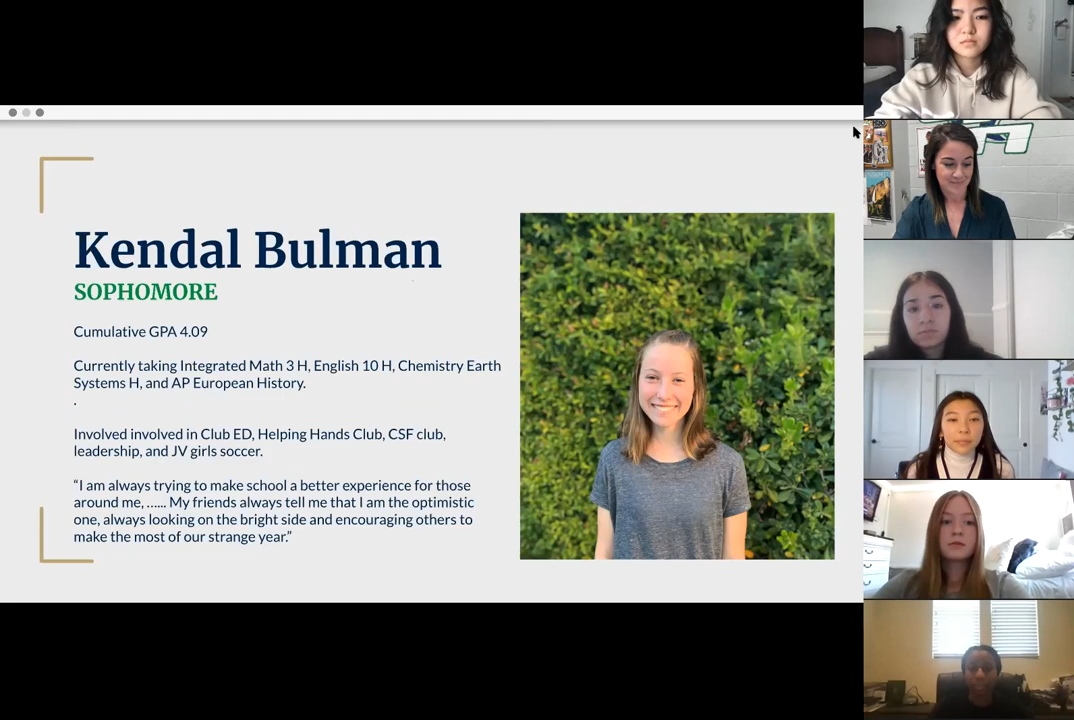 Kendal Bulman
SOPHOMORE
Cumulative GPA 4.09
Currently taking Integrated Math 3 H, English 10 H, Chemistry Earth
Systems H, and AP European History.
.
Involved involved in Club ED, Helping Hands Club, CSF club,
leadership, and JV girls soccer.
“I am always trying to make school a better experience for those
around me, ...... My friends always tell me that I am the optimistic
one, always looking on the bright side and encouraging others to
make the most of our strange year.”